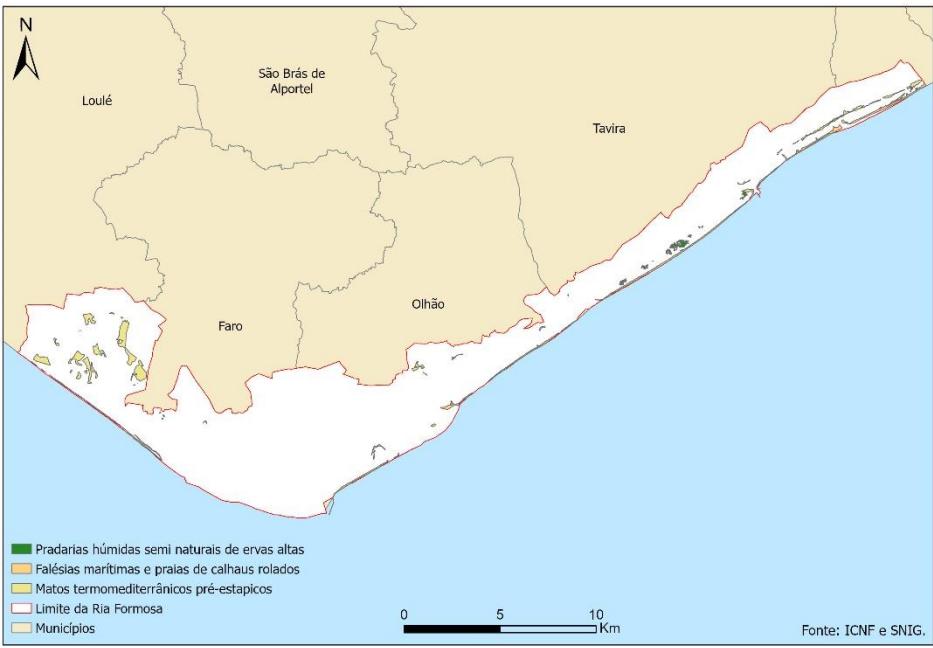 N
São Brás de
Alportel
Loulé
Tavira
Olhão
Faro
Pradarias húmidas semi naturais de ervas altas
Falésias marítimas e praias de calhaus rolados
Matos termomediterrânicos pré-estapicos
Limite da Ria Formosa
Municípios
0 5 10
Km
Fonte: ICNF e SNIG.